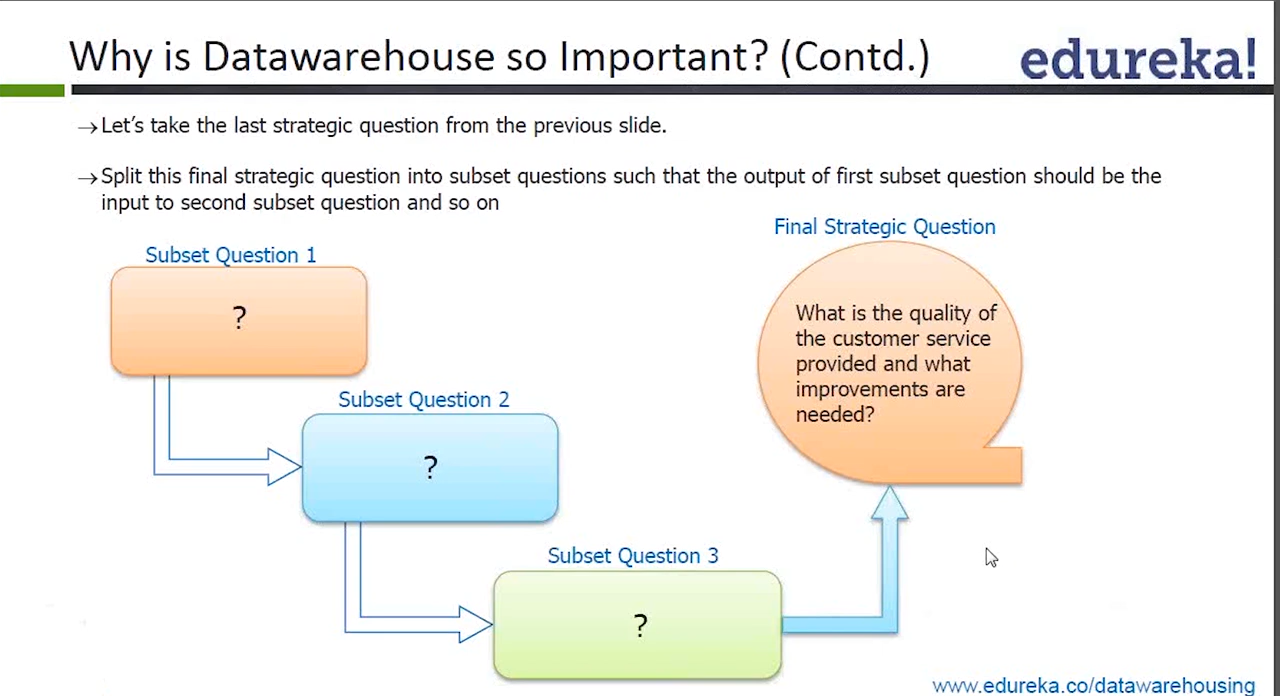 Why is Datawarehouse so Important? (Contd.)
edureka!
→Let's take the last strategic question from the previous slide.
→Split this final strategic question into subset questions such that the output of first subset question should be the
input to second subset question and so on
Subset Question 1
?
Subset Question 2
?
Subset Question 3
?
Final Strategic Question
What is the quality of
the customer service
provided and what
improvements are
needed?
www.edureka.co/datawarehousing